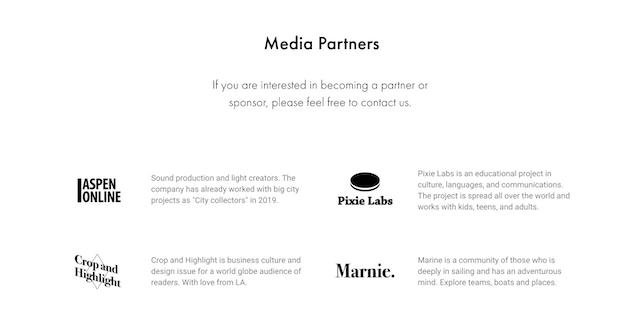 Media Partners
If you are interested in becoming a partner or
sponsor, please feel free to contact us.
ASPEN
ONLINE
Sound production and light creators. The
company has already worked with big city
projects as "City collectors" in 2019.
Pixie Labs
Pixie Labs is an educational project in
culture, languages, and communications.
The project is spread all over the world and
works with kids, teens, and adults.
Crop and
Highlight
Crop and Highlight is business culture and
design issue for a world globe audience of
readers. With love from LA.
Marnie.
Marine is a community of those who is
deeply in sailing and has an adventurous
mind. Explore teams, boats and places.